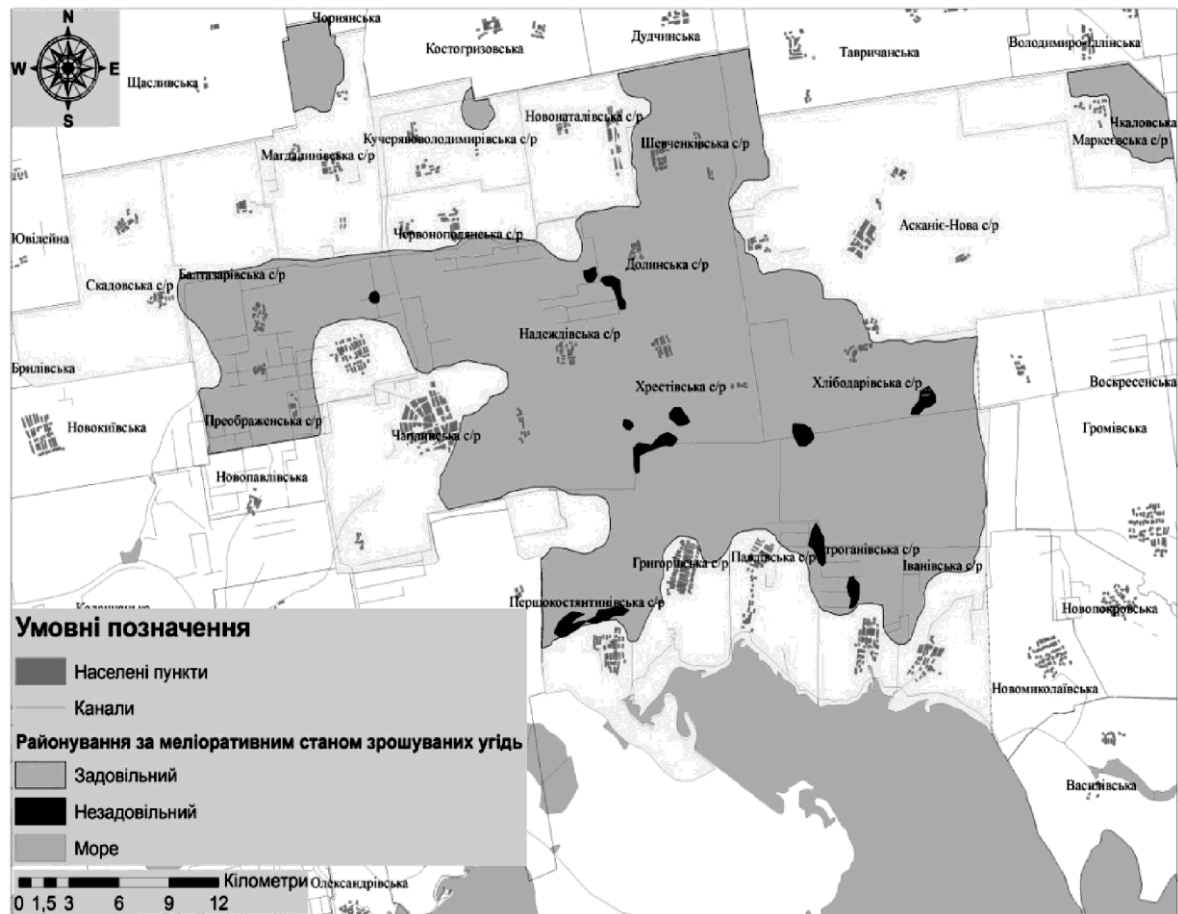 N
W E
S
Чорнянська
Костогризовська
Дудчинська
Тавричанська
Володимиро-Іллінська
Щасливська
Новонаталівська с/р
Чкаловська
Кучерявоволодимирівська с/р
Шевченківська с/р
Маркеєвська с/р
Магдалинівська с/р
Ювілейна
Червонополянська с/р
Асканіє-Нова с/р
Скадовська с/р
Балтазарівська с/р
Долинська с/р
Надеждівська с/р
Брилівська
Хрестівська с/р
Хлібодарівська с/р
Воскресенська
Новокиївська
Преображенська с/р
Чаплинська с/р
Громівська
Новопавлівська
Григорівська с/р
Павлівська с/р
Строганівська с/р
Іванівська с/р
Першокостянтинівська с/р
Новопокровська
Новомиколаївська
Василівська
Умовні позначення
Населені пункти
Канали
Районування за меліоративним станом зрошуваних угідь
Задовільний
Незадовільний
Море
Кілометри
0 1,5 3 6 9 12
Олександрівська